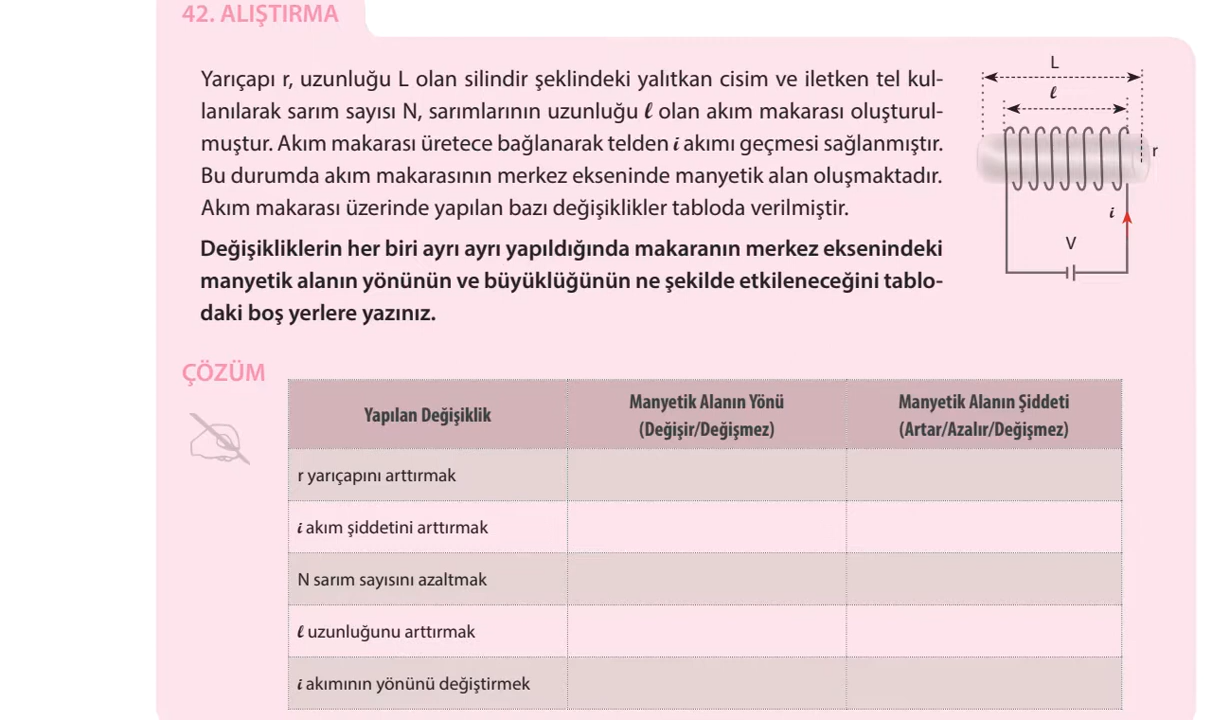 42. ALIŞTIRMA
Yarıçapı r, uzunluğu L olan silindir şeklindeki yalıtkan cisim ve iletken tel kul-
lanılarak sarım sayısı N, sarımlarının uzunluğu ℓ olan akım makarası oluşturul-
muştur. Akım makarası üretece bağlanarak telden i akımı geçmesi sağlanmıştır.
Bu durumda akım makarasının merkez ekseninde manyetik alan oluşmaktadır.
Akım makarası üzerinde yapılan bazı değişiklikler tabloda verilmiştir.
Değişikliklerin her biri ayrı ayrı yapıldığında makaranın merkez eksenindeki
manyetik alanın yönünün ve büyüklüğünün ne şekilde etkileneceğini tablo-
daki boş yerlere yazınız.
L
ℓ
r
i
V
ÇÖZÜM
Yapılan Değişiklik
Manyetik Alanın Yönü
(Değişir/Değişmez)
Manyetik Alanın Şiddeti
(Artar/Azalır/Değişmez)
r yarıçapını arttırmak
i akım şiddetini arttırmak
N sarım sayısını azaltmak
ℓ uzunluğunu arttırmak
i akımının yönünü değiştirmek